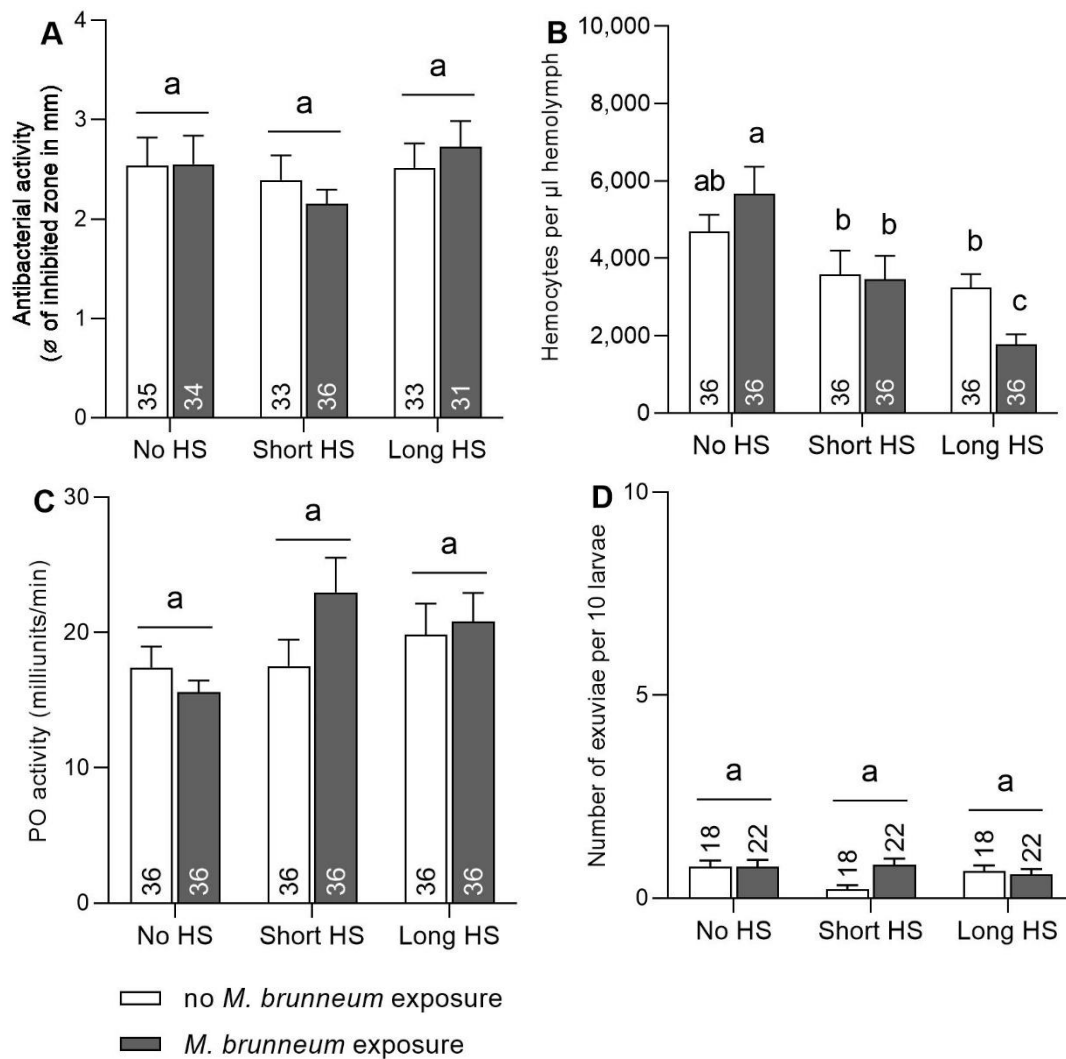 A
Antibacterial activity
(ø of inhibited zone in mm)
4
3
2
1
0
a
a
a
35
34
33
36
33
31
No HS
Short HS
Long HS
B
Hemocytes per µl hemolymph
10,000
8,000
6,000
4,000
2,000
0
ab
a
b
b
b
c
36
36
36
36
36
36
No HS
Short HS
Long HS
C
PO activity (milliunits/min)
30
20
10
0
a
a
a
36
36
36
36
36
36
No HS
Short HS
Long HS
D
Number of exuviae per 10 larvae
10
5
0
a
a
a
18
22
18
22
18
22
No HS
Short HS
Long HS
no M. brunneum exposure
M. brunneum exposure